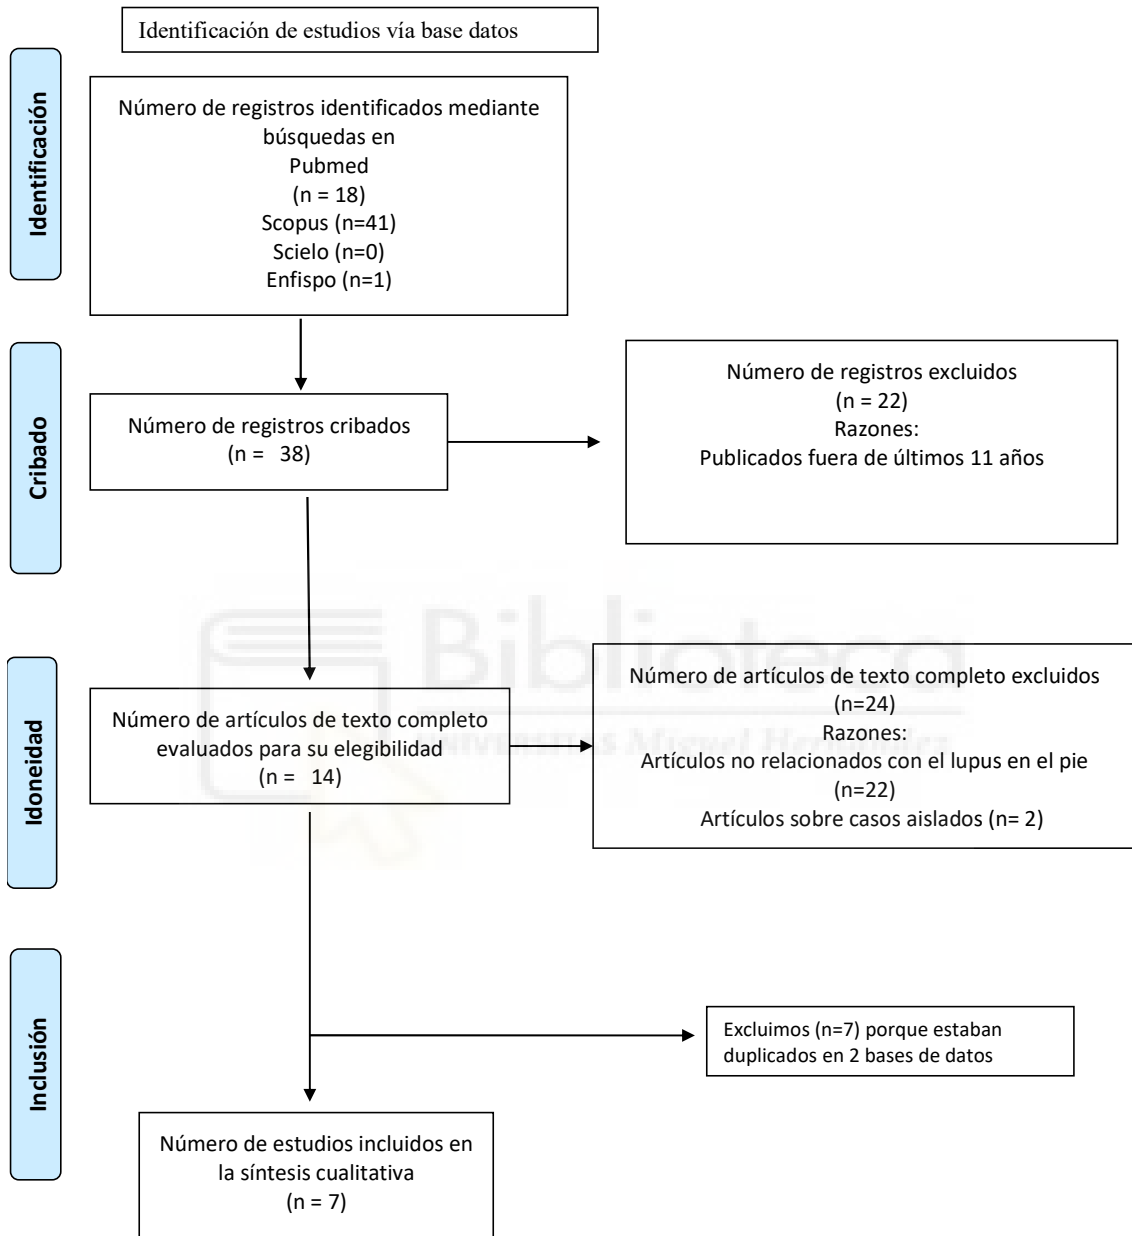 Identificación de estudios vía base datos
Identificación
Número de registros identificados mediante
búsquedas en
Pubmed
(n = 18)
Scopus (n=41)
Scielo (n=0)
Enfispo (n=1)
Cribado
Número de registros cribados
(n = 38)
Número de registros excluidos
(n = 22)
Razones:
Publicados fuera de últimos 11 años
Biblioteca
UNIVERSITAS Miguel Hernández
Idoneidad
Número de artículos de texto completo
evaluados para su elegibilidad
(n = 14)
Número de artículos de texto completo excluidos
(n=24)
Razones:
Artículos no relacionados con el lupus en el pie
(n=22)
Artículos sobre casos aislados (n= 2)
Inclusión
Excluimos (n=7) porque estaban
duplicados en 2 bases de datos
Número de estudios incluidos en
la síntesis cualitativa
(n = 7)